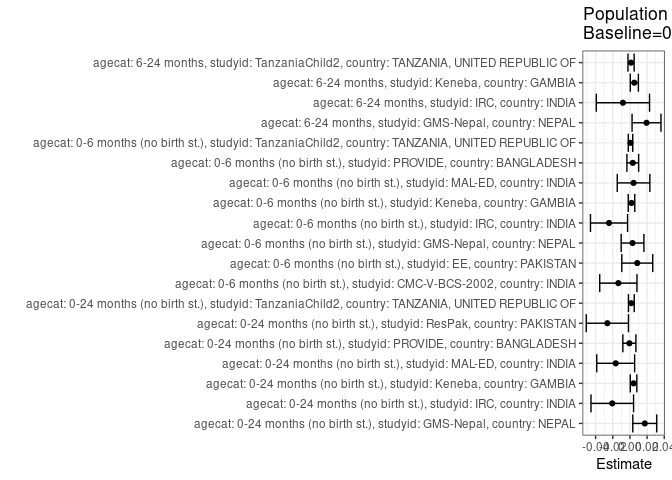 Population
Baseline=0
agecat: 6-24 months, studyid: TanzaniaChild2, country: TANZANIA, UNITED REPUBLIC OF
agecat: 6-24 months, studyid: Keneba, country: GAMBIA
agecat: 6-24 months, studyid: IRC, country: INDIA
agecat: 6-24 months, studyid: GMS-Nepal, country: NEPAL
agecat: 0-6 months (no birth st.), studyid: TanzaniaChild2, country: TANZANIA, UNITED REPUBLIC OF
agecat: 0-6 months (no birth st.), studyid: PROVIDE, country: BANGLADESH
agecat: 0-6 months (no birth st.), studyid: MAL-ED, country: INDIA
agecat: 0-6 months (no birth st.), studyid: Keneba, country: GAMBIA
agecat: 0-6 months (no birth st.), studyid: IRC, country: INDIA
agecat: 0-6 months (no birth st.), studyid: GMS-Nepal, country: NEPAL
agecat: 0-6 months (no birth st.), studyid: EE, country: PAKISTAN
agecat: 0-6 months (no birth st.), studyid: CMC-V-BCS-2002, country: INDIA
agecat: 0-24 months (no birth st.), studyid: TanzaniaChild2, country: TANZANIA, UNITED REPUBLIC OF
agecat: 0-24 months (no birth st.), studyid: ResPak, country: PAKISTAN
agecat: 0-24 months (no birth st.), studyid: PROVIDE, country: BANGLADESH
agecat: 0-24 months (no birth st.), studyid: MAL-ED, country: INDIA
agecat: 0-24 months (no birth st.), studyid: Keneba, country: GAMBIA
agecat: 0-24 months (no birth st.), studyid: IRC, country: INDIA
agecat: 0-24 months (no birth st.), studyid: GMS-Nepal, country: NEPAL
Estimate